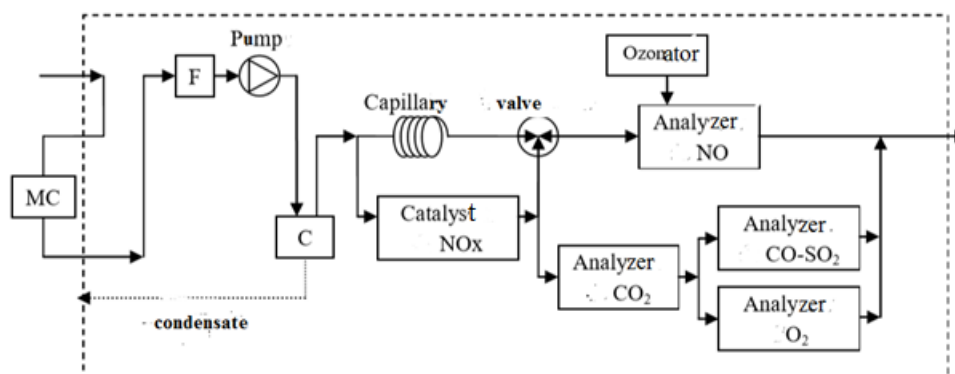 Pump
Ozonator
F
Capillary
valve
Analyzer
NO
MC
C
Catalyst
NOx
Analyzer
CO₂
Analyzer
CO-SO₂
Analyzer
O₂
condensate